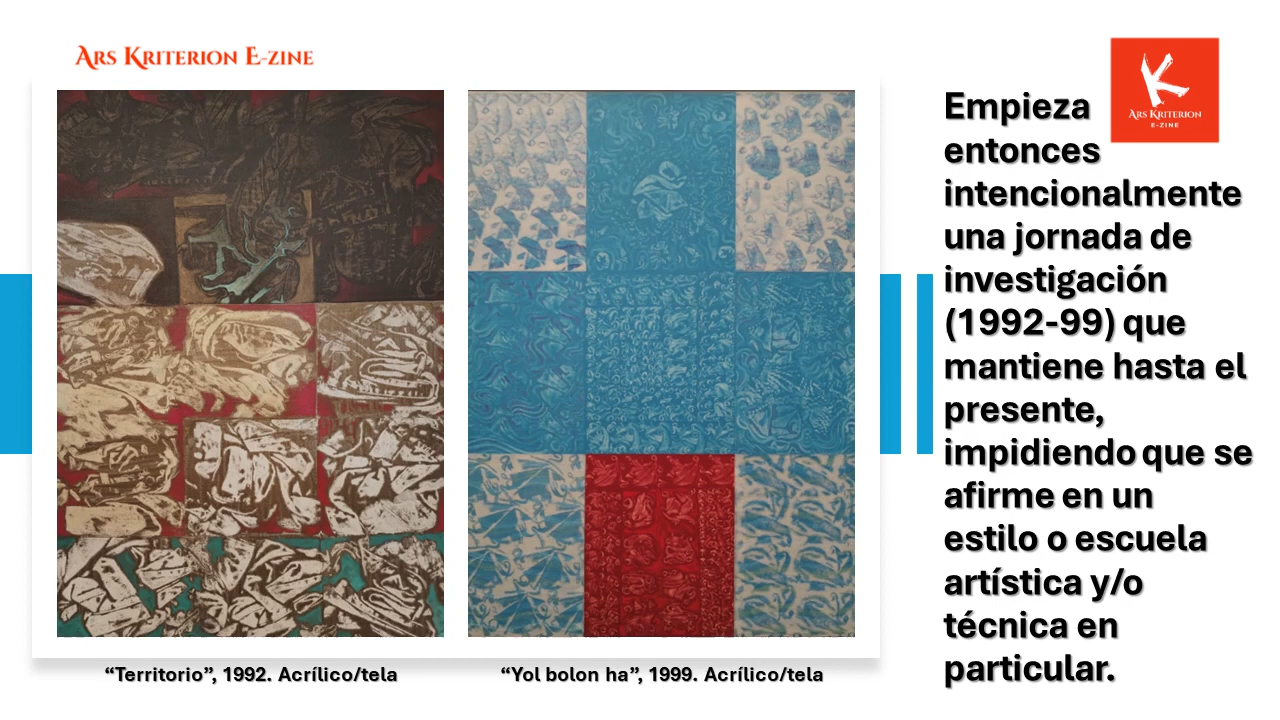 ARS KRITERION E-ZINE
ARS KRITERION
E-ZINE
Empieza
entonces
intencionalmente
una jornada de
investigación
(1992-99) que
mantiene hasta el
presente,
impidiendo que se
afirme en un
estilo o escuela
artística y/o
técnica en
particular.
“Territorio”, 1992. Acrílico/tela
“Yol bolon ha”, 1999. Acrílico/tela